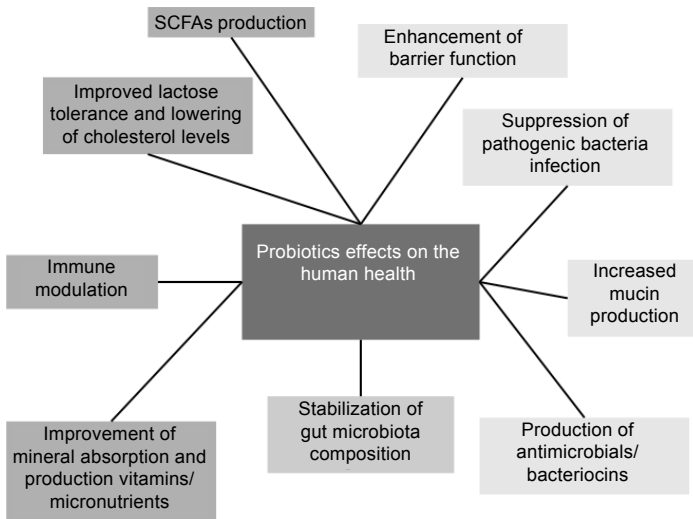 SCFAs production
Enhancement of
barrier function
Improved lactose
tolerance and lowering
of cholesterol levels
Suppression of
pathogenic bacteria
infection
Probiotics effects on the
human health
Immune
modulation
Increased
mucin
production
Improvement of
mineral absorption and
production vitamins/
micronutrients
Stabilization of
gut microbiota
composition
Production of
antimicrobials/
bacteriocins